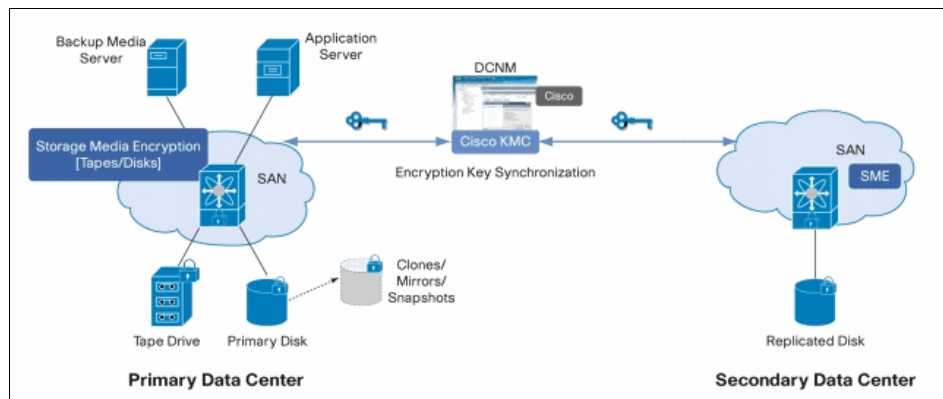 Backup Media
Server
Application
Server
DCNM
Cisco
Storage Media Encryption
[Tapes/Disks]
SAN
Cisco KMC
Encryption Key Synchronization
SAN
SME
Clones/
Mirrors/
Snapshots
Tape Drive
Primary Disk
Replicated Disk
Primary Data Center
Secondary Data Center